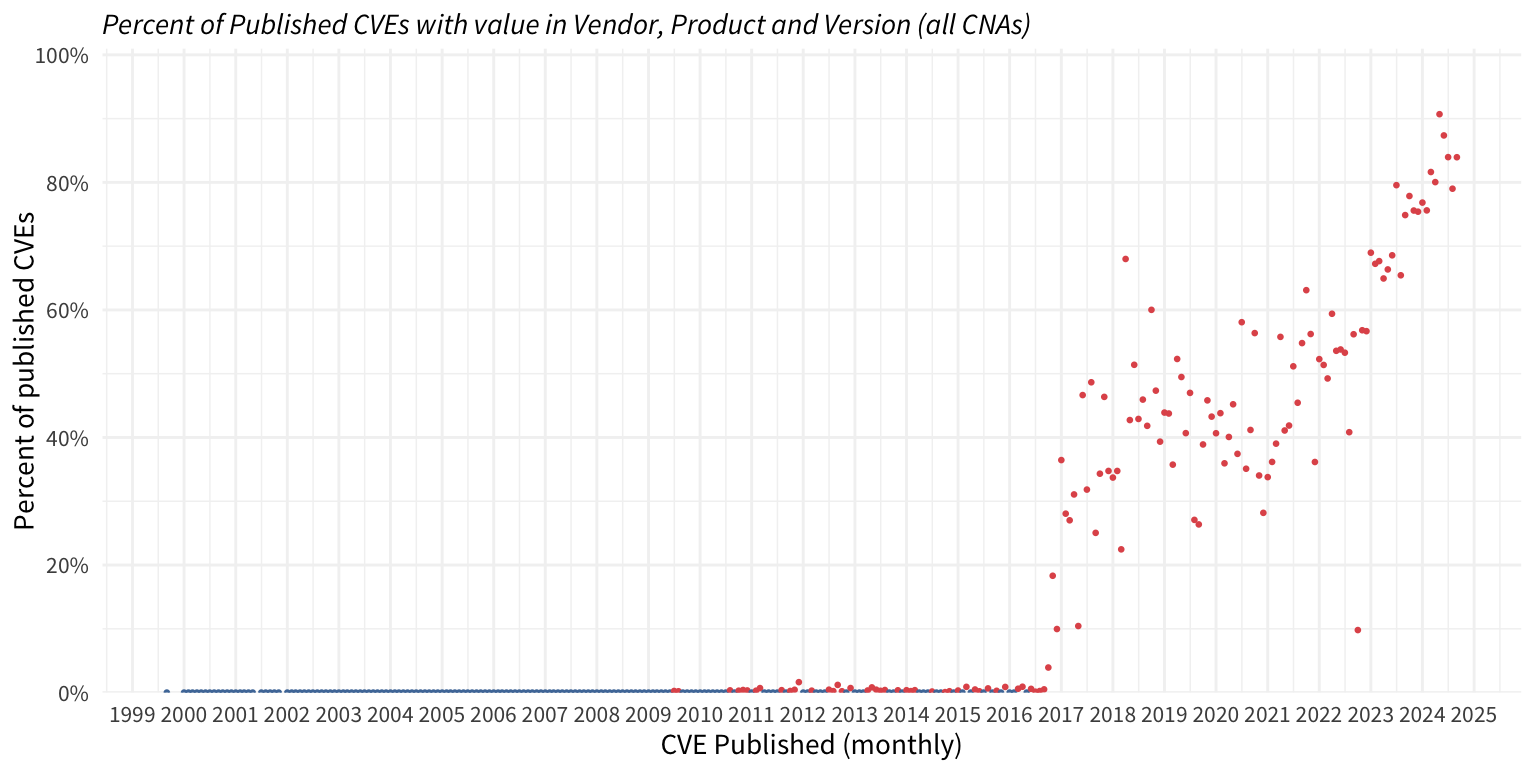 Percent of Published CVEs with value in Vendor, Product and Version (all CNAs)
100%
80%
60%
40%
20%
0%
Percent of published CVEs
1999 2000 2001 2002 2003 2004 2005 2006 2007 2008 2009 2010 2011 2012 2013 2014 2015 2016 2017 2018 2019 2020 2021 2022 2023 2024 2025
CVE Published (monthly)